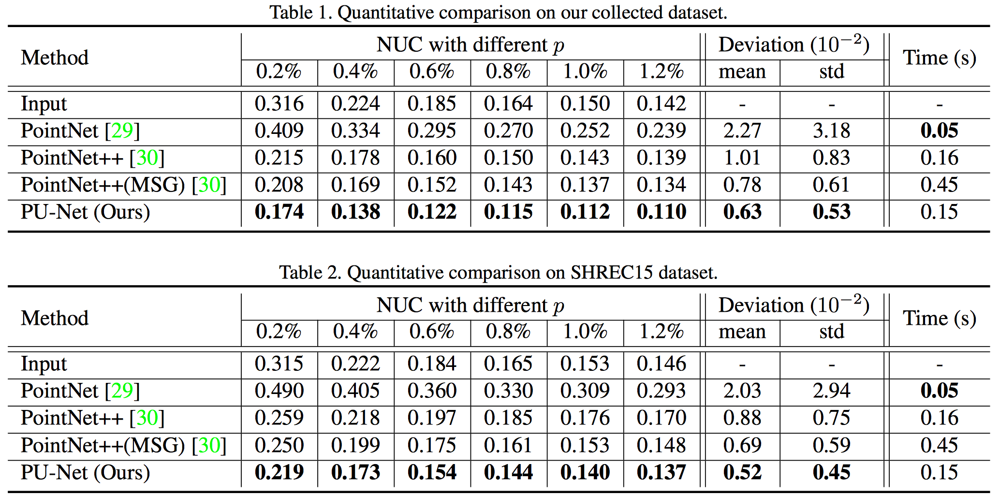 Table 1. Quantitative comparison on our collected dataset.
Method NUC with different p Deviation (10⁻²) Time (s)
0.2% 0.4% 0.6% 0.8% 1.0% 1.2% mean std
Input 0.316 0.224 0.185 0.164 0.150 0.142 - - -
PointNet [29] 0.409 0.334 0.295 0.270 0.252 0.239 2.27 3.18 0.05
PointNet++ [30] 0.215 0.178 0.160 0.150 0.143 0.139 1.01 0.83 0.16
PointNet++(MSG) [30] 0.208 0.169 0.152 0.143 0.137 0.134 0.78 0.61 0.45
PU-Net (Ours) 0.174 0.138 0.122 0.115 0.112 0.110 0.63 0.53 0.15
Table 2. Quantitative comparison on SHREC15 dataset.
Method NUC with different p Deviation (10⁻²) Time (s)
0.2% 0.4% 0.6% 0.8% 1.0% 1.2% mean std
Input 0.315 0.222 0.184 0.165 0.153 0.146 - - -
PointNet [29] 0.490 0.405 0.360 0.330 0.309 0.293 2.03 2.94 0.05
PointNet++ [30] 0.259 0.218 0.197 0.185 0.176 0.170 0.88 0.75 0.16
PointNet++(MSG) [30] 0.250 0.199 0.175 0.161 0.153 0.148 0.69 0.59 0.45
PU-Net (Ours) 0.219 0.173 0.154 0.144 0.140 0.137 0.52 0.45 0.15